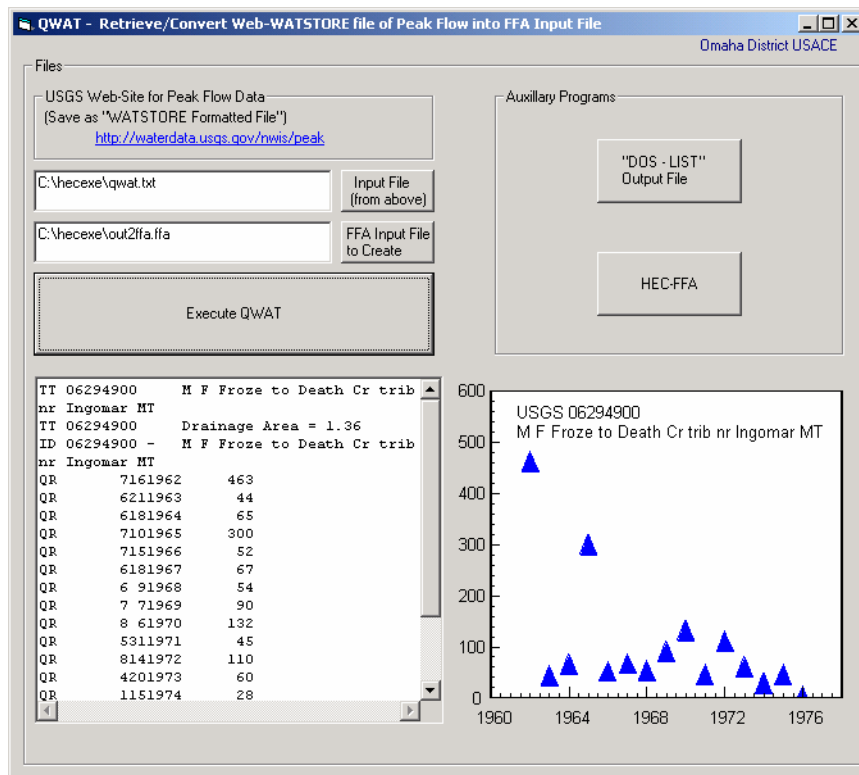 QWAT - Retrieve/Convert Web-WATSTORE file of Peak Flow into FFA Input File
Omaha District USACE
Files
USGS Web-Site for Peak Flow Data
(Save as "WATSTORE Formatted File")
http://waterdata.usgs.gov/nwis/peak
C:\hecexe\qwat.txt
Input File
(from above)
C:\hecexe\out2ffa.ffa
FFA Input File
to Create
Execute QWAT
Auxillary Programs
"DOS - LIST"
Output File
HEC-FFA
TT 06294900 M F Froze to Death Cr trib
nr Ingomar MT
TT 06294900 Drainage Area = 1.36
ID 06294900 - M F Froze to Death Cr trib
nr Ingomar MT
QR 7161962 463
QR 6211963 44
QR 6181964 65
QR 7101965 300
QR 7151966 52
QR 6181967 67
QR 6 91968 54
QR 7 71969 90
QR 8 61970 132
QR 5311971 45
QR 8141972 110
QR 4201973 60
QR 1151974 28
USGS 06294900
M F Froze to Death Cr trib nr Ingomar MT
600
500
400
300
200
100
0
1960 1964 1968 1972 1976